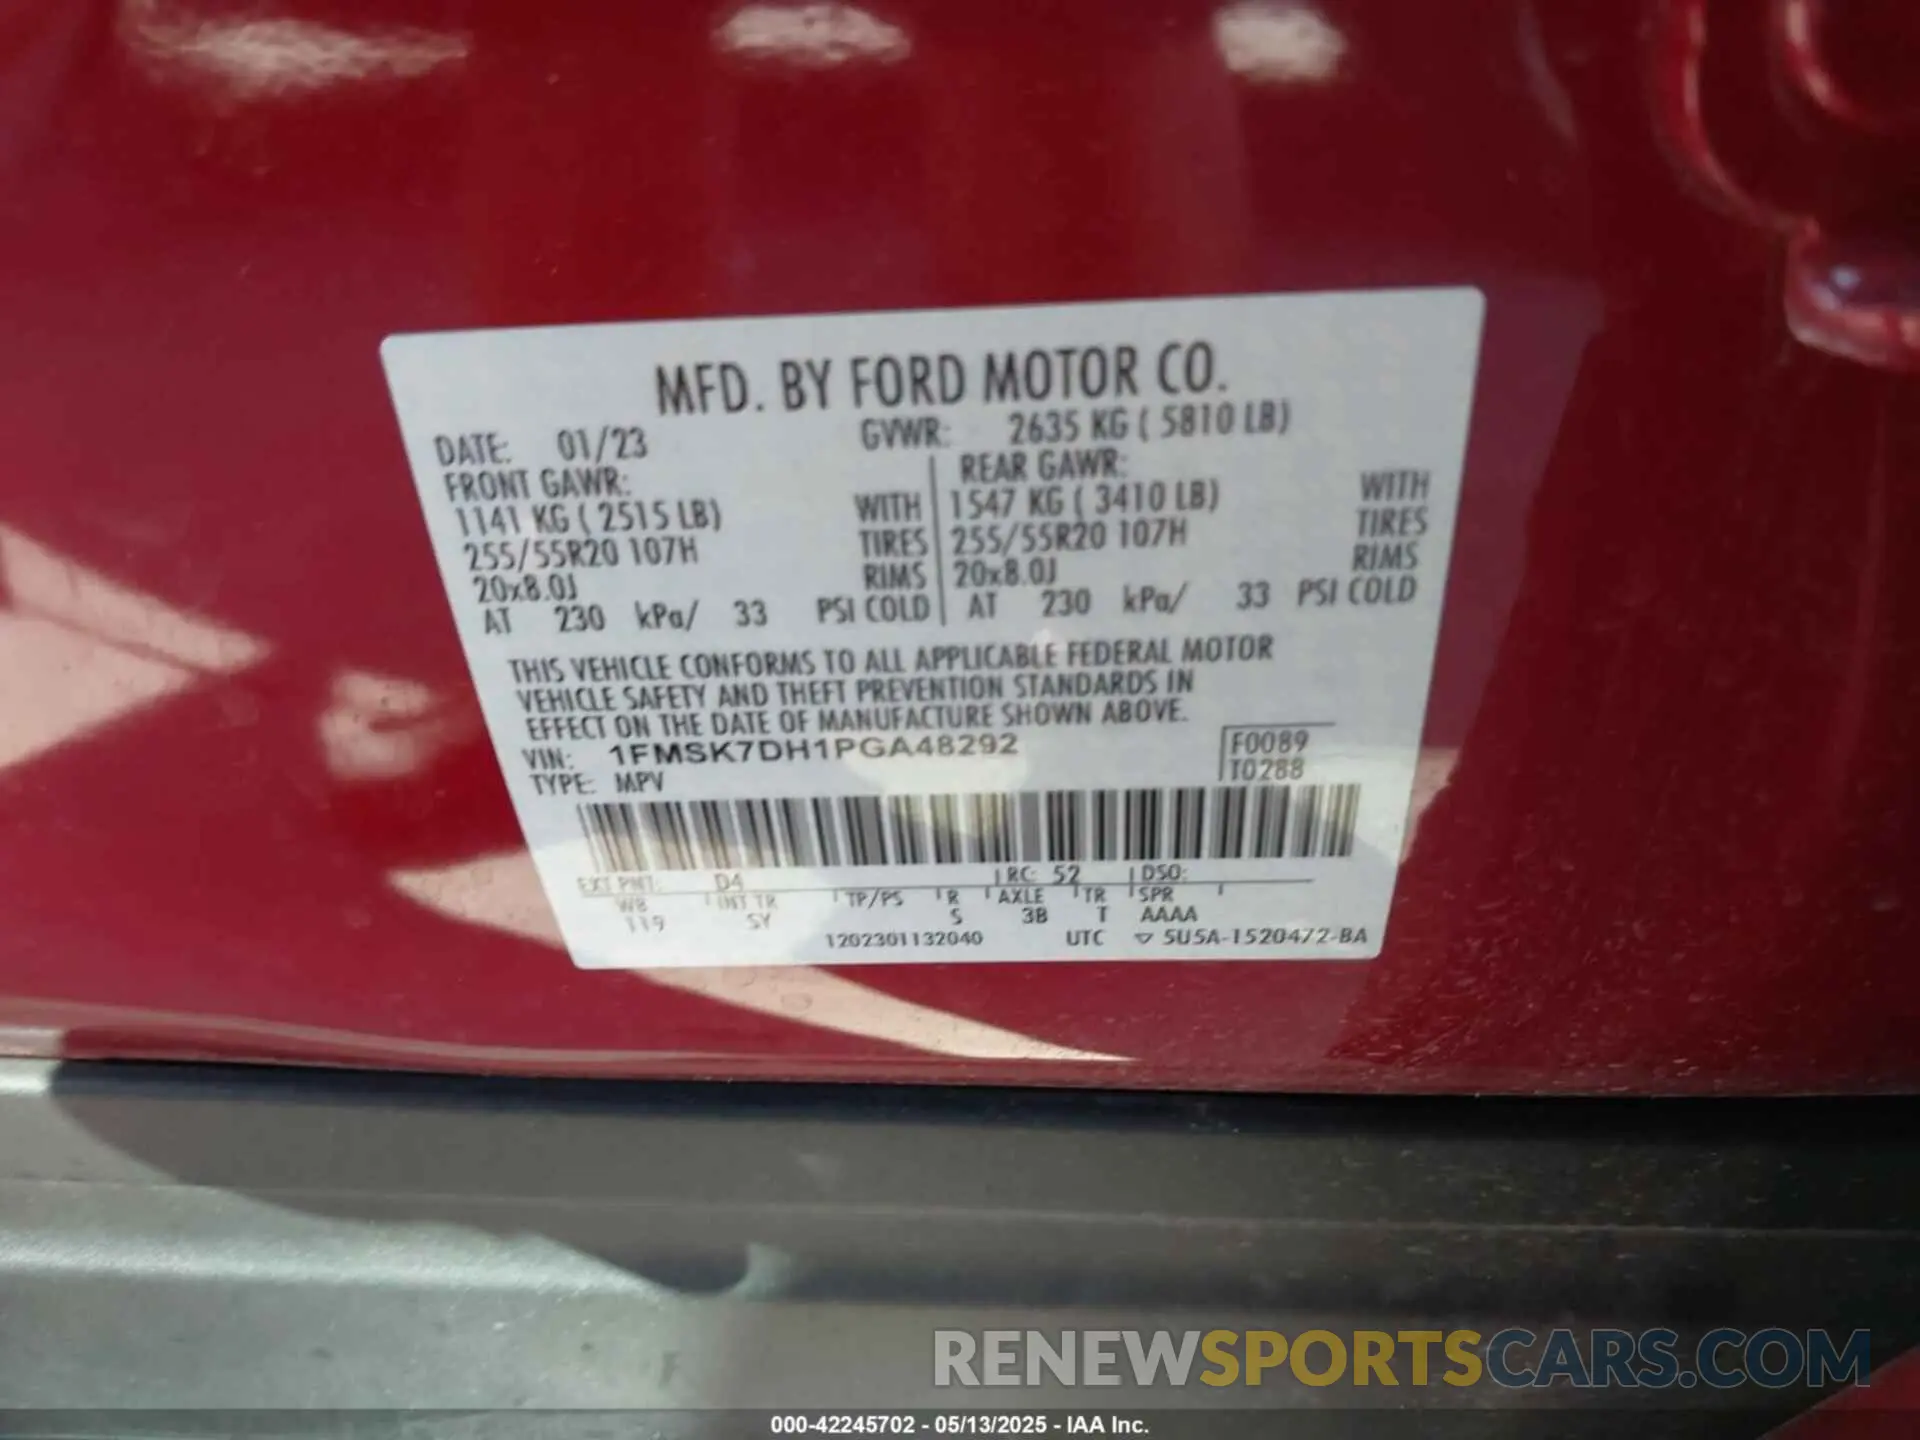 MFD. BY FORD MOTOR CO.
DATE: 01/23 GVWR: 2635 KG ( 5810 LB)
FRONT GAWR: REAR GAWR:
1141 KG ( 2515 LB) WITH 1547 KG ( 3410 LB) WITH
255/55R20 107H TIRES 255/55R20 107H TIRES
20x8.0J RIMS 20x8.0J RIMS
AT 230 kPa/ 33 PSI COLD AT 230 kPa/ 33 PSI COLD
THIS VEHICLE CONFORMS TO ALL APPLICABLE FEDERAL MOTOR
VEHICLE SAFETY AND THEFT PREVENTION STANDARDS IN
EFFECT ON THE DATE OF MANUFACTURE SHOWN ABOVE.
VIN: 1FMSK7DH1PGA48292 F0089
TYPE: MPV T0288
EXT PNT: D4 RC: 52 DSO:
WB INT TR TP/PS R AXLE TR SPR
119 SY S 3B T AAAA
1202301132040 UTC ▽ 5U5A-1520472-BA
RENEWSPORTSCARS.COM
000-42245702 - 05/13/2025 - IAA Inc.